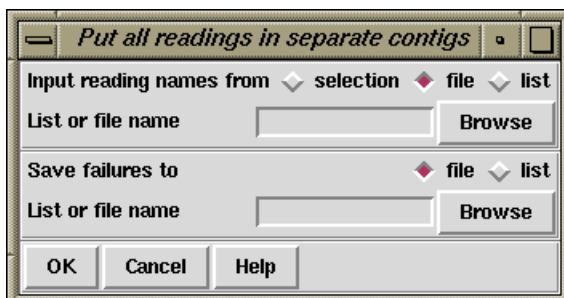 Put all readings in separate contigs
Input reading names from selection file list
List or file name Browse
Save failures to file list
List or file name Browse
OK Cancel Help